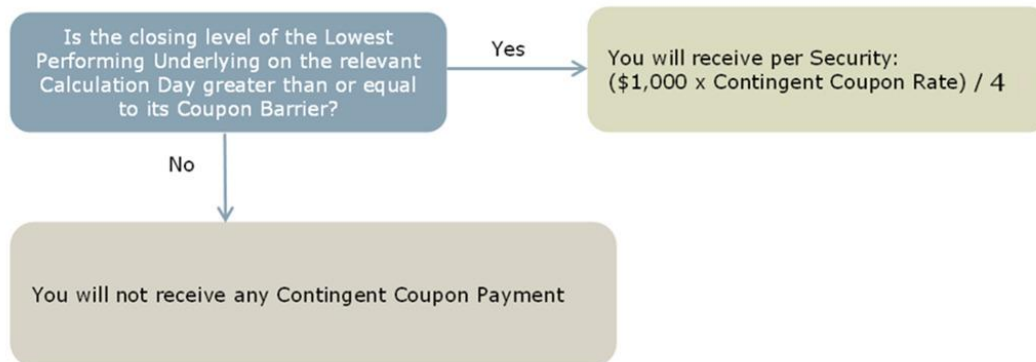 Is the closing level of the Lowest
Performing Underlying on the relevant
Calculation Day greater than or equal
to its Coupon Barrier?
Yes
You will receive per Security:
($1,000 x Contingent Coupon Rate) / 4
No
You will not receive any Contingent Coupon Payment